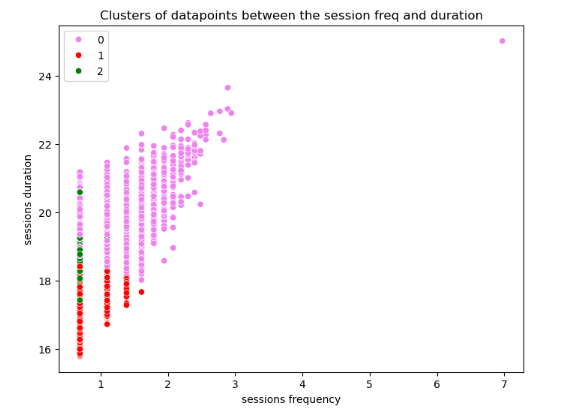 Clusters of datapoints between the session freq and duration
0
1
2
24
22
20
18
16
sessions duration
1 2 3 4 5 6 7
sessions frequency